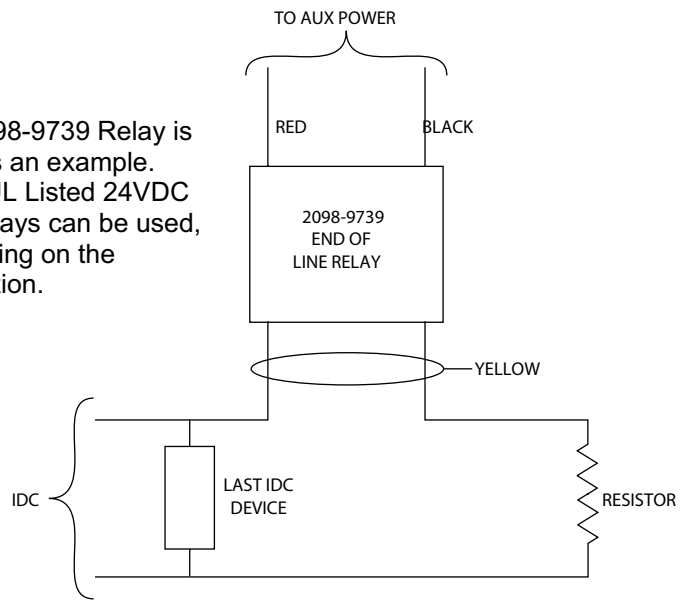 TO AUX POWER
RED
BLACK
98-9739 Relay is
s an example.
UL Listed 24VDC
ays can be used,
ing on the
tion.
2098-9739
END OF
LINE RELAY
YELLOW
IDC
LAST IDC
DEVICE
RESISTOR